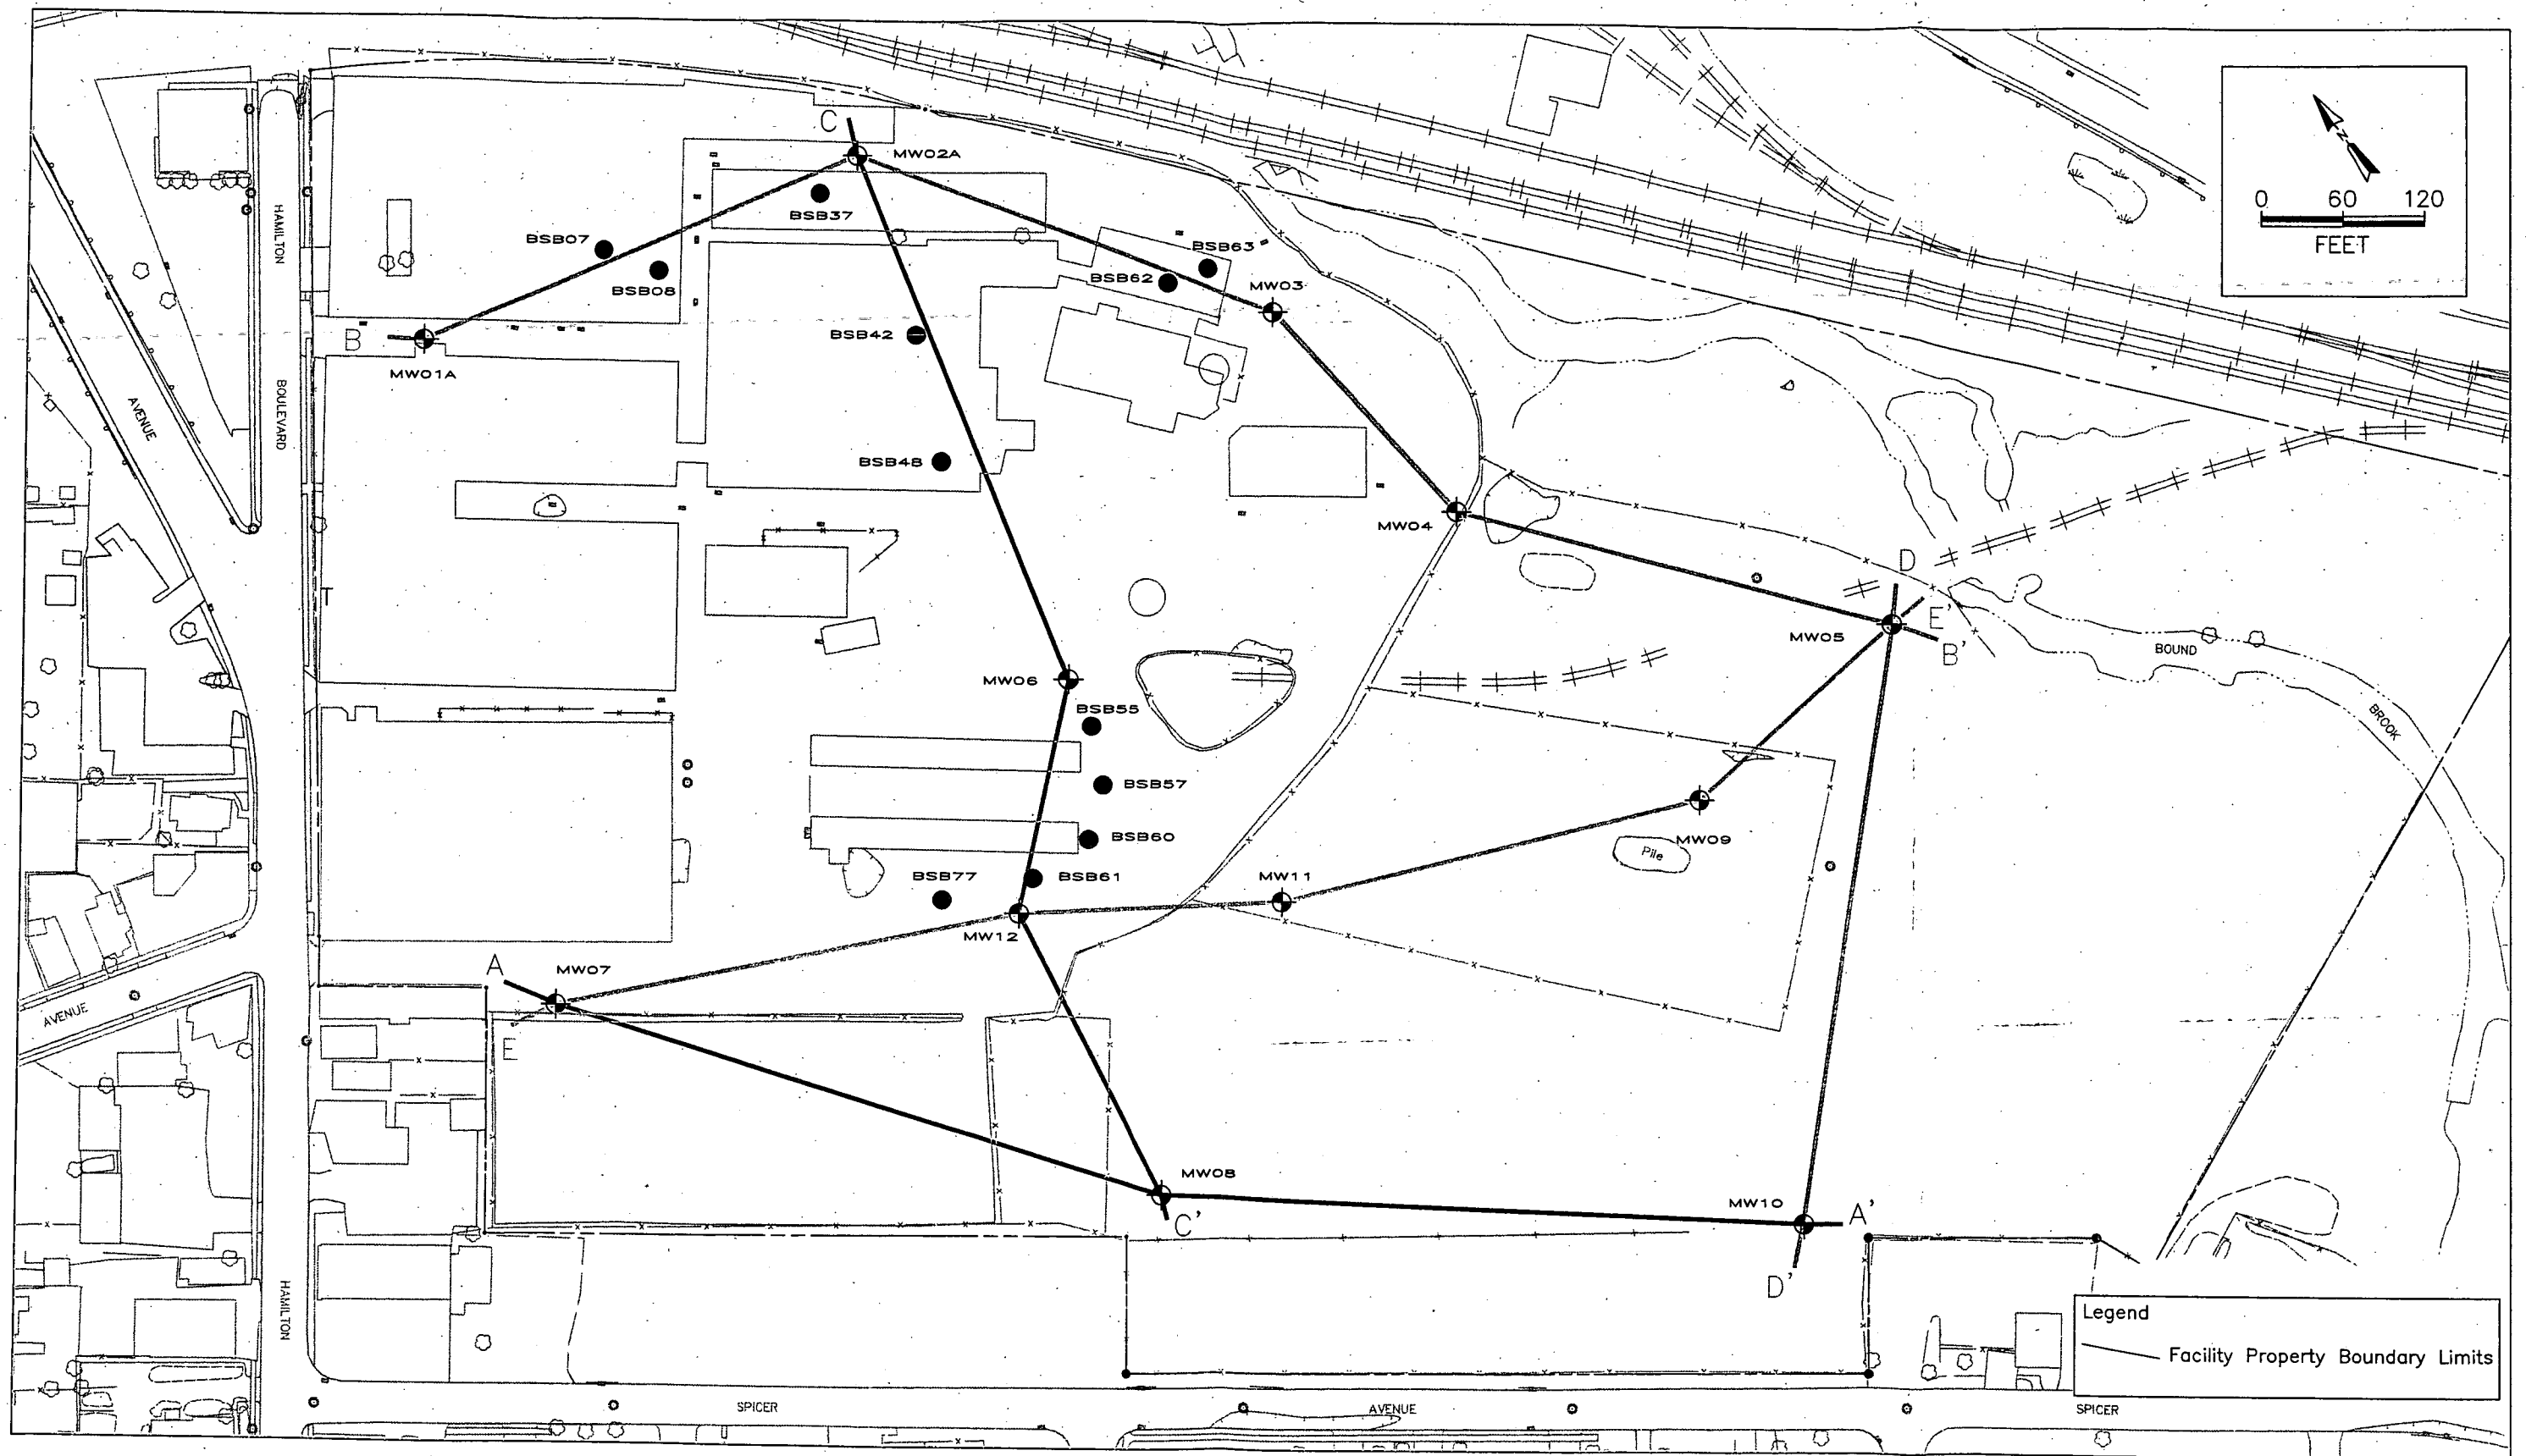 C
MW02A
N
0 60 120
FEET
HAMILTON
BSB37
BSB07
BSB63
BSB08
BSB62
MW03
B
BSB42
MW01A
BOULEVARD
AVENUE
BSB48
MW04
D
E'
MW05
B'
BOUND
MW06
BSB55
BROOK
BSB57
BSB60
MW09
Pile
BSB77
BSB61
MW11
MW12
A
MW07
AVENUE
E
MW08
C'
MW10
A'
D'
HAMILTON
Legend
Facility Property Boundary Limits
SPICER
AVENUE
SPICER